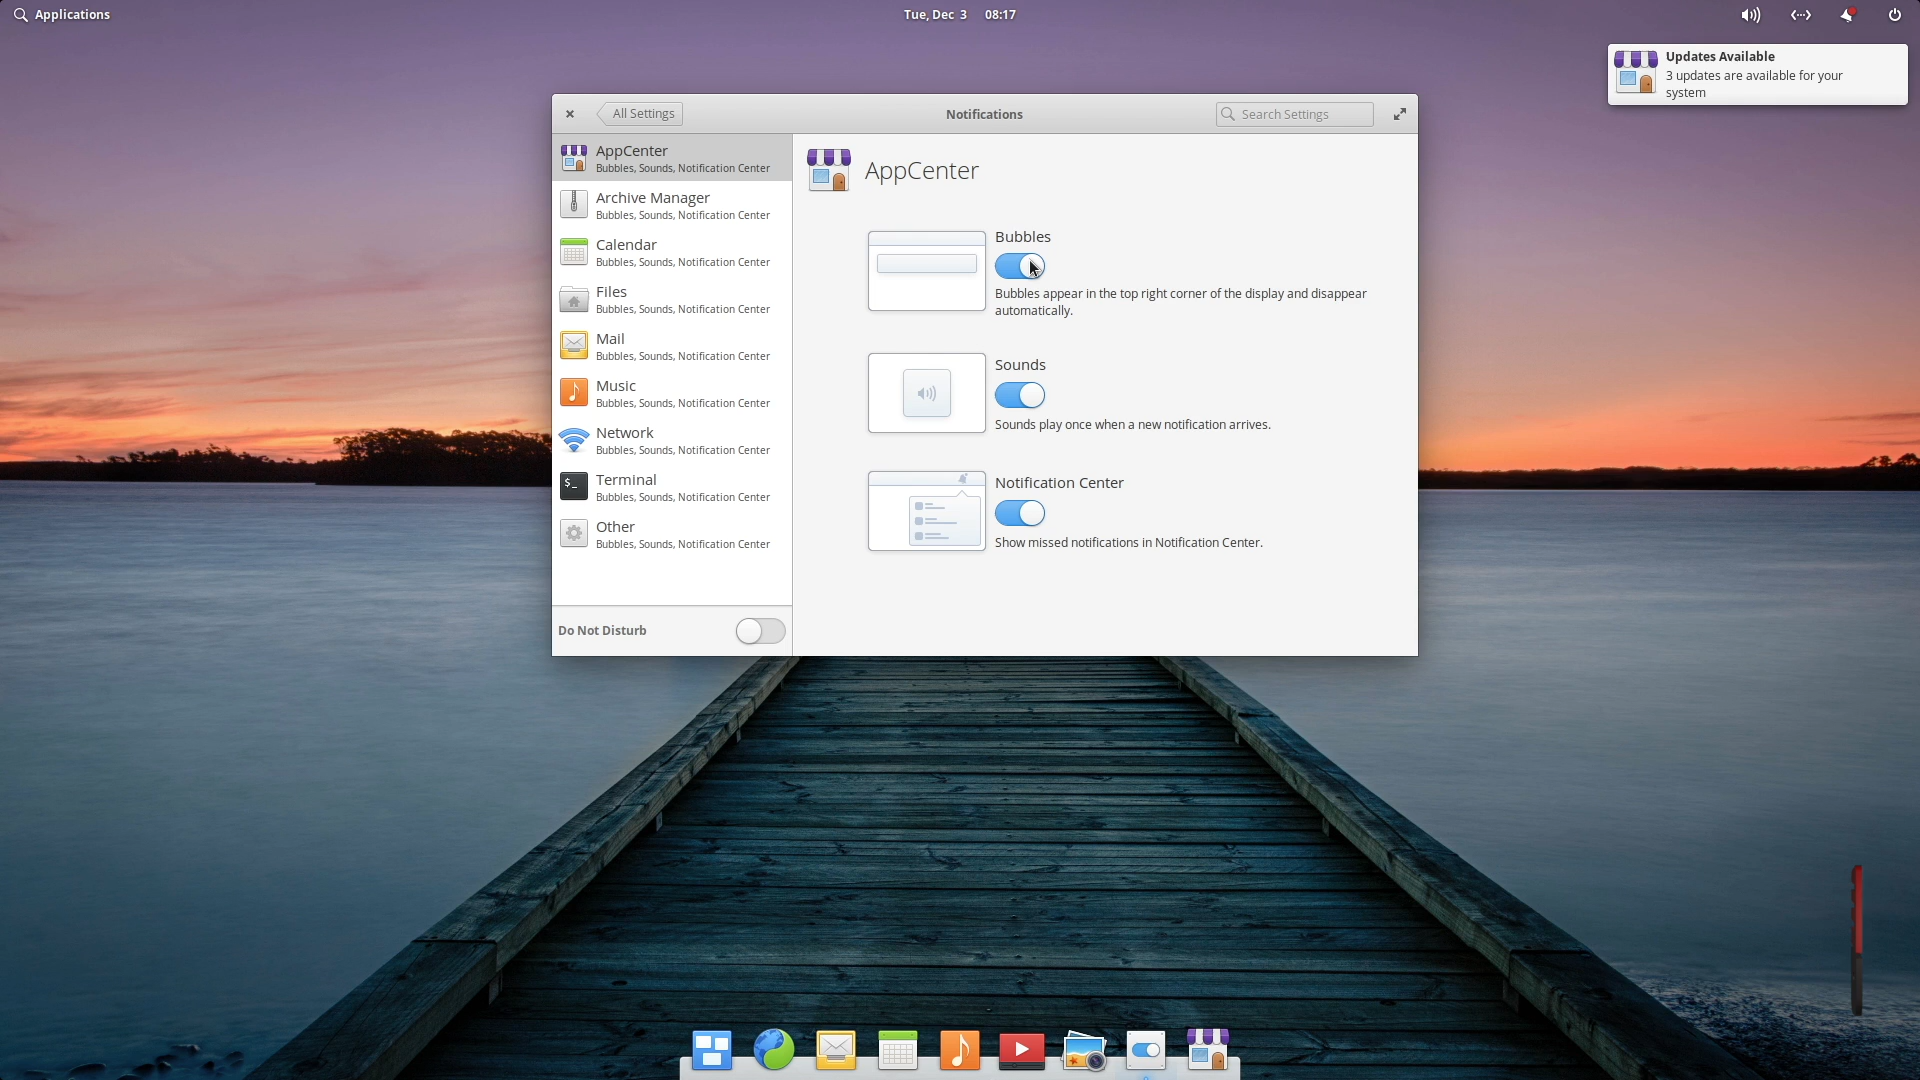 Applications
Tue, Dec 3 08:17
Updates Available
3 updates are available for your
system
All Settings
Notifications
Search Settings
AppCenter
Bubbles, Sounds, Notification Center
Archive Manager
Bubbles, Sounds, Notification Center
Calendar
Bubbles, Sounds, Notification Center
Files
Bubbles, Sounds, Notification Center
Mail
Bubbles, Sounds, Notification Center
Music
Bubbles, Sounds, Notification Center
Network
Bubbles, Sounds, Notification Center
$_
Terminal
Bubbles, Sounds, Notification Center
Other
Bubbles, Sounds, Notification Center
Do Not Disturb
AppCenter
Bubbles
Bubbles appear in the top right corner of the display and disappear
automatically.
Sounds
Sounds play once when a new notification arrives.
Notification Center
Show missed notifications in Notification Center.